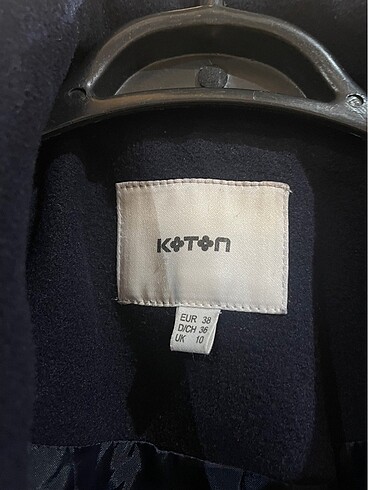 KOTON
EUR 38
D/CH 36
UK 10